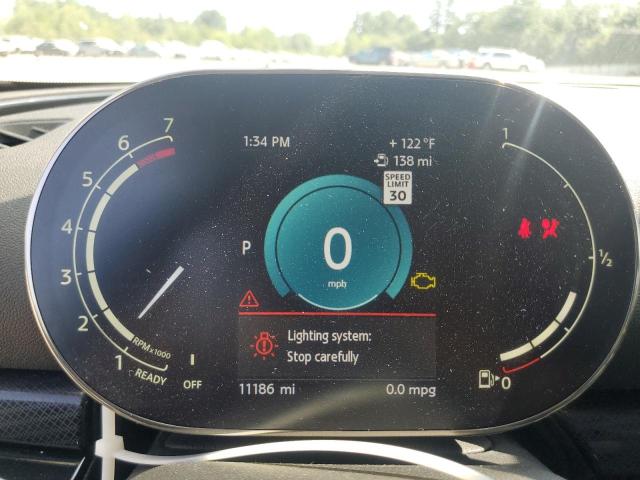 1:34 PM
+ 122 °F
138 mi
SPEED
LIMIT
30
7
6
5
4
3
2
1
RPM x1000
READY
OFF
P
0
mph
1
1/2
0
Lighting system:
Stop carefully
11186 mi
0.0 mpg